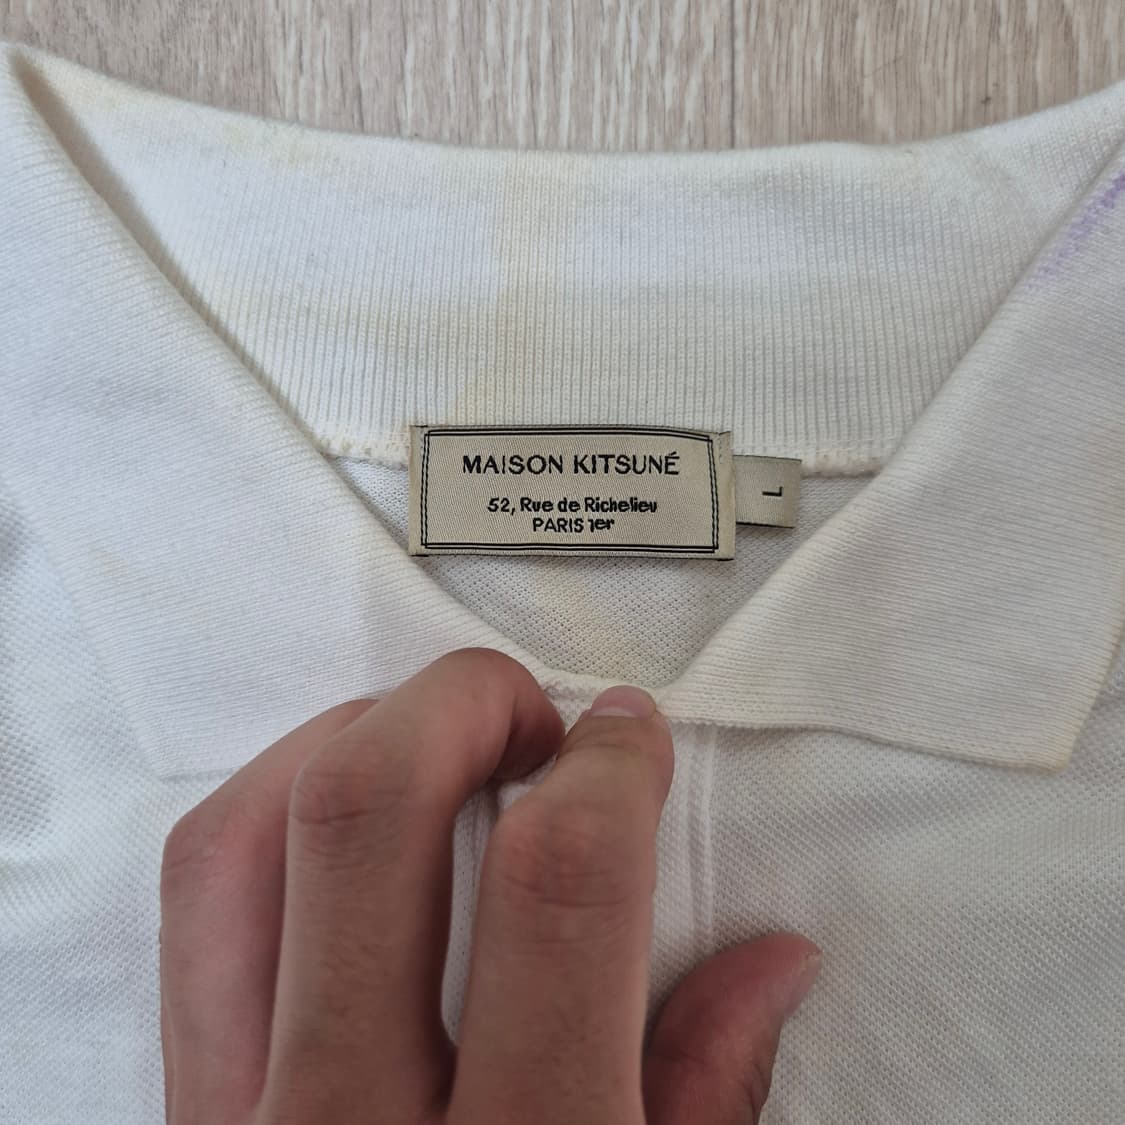 MAISON KITSUNÉ
52, Rue de Richelieu
PARIS 1er
L